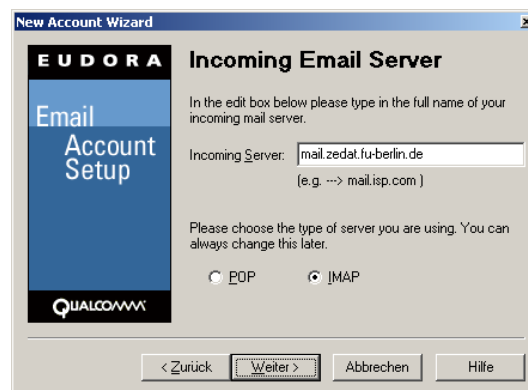 New Account Wizard
EUDORA
Email
Account
Setup
QUALCOMM
Incoming Email Server
In the edit box below please type in the full name of your
incoming mail server.
Incoming Server: mail.zedat.fu-berlin.de
(e.g. ---> mail.isp.com )
Please choose the type of server you are using. You can
always change this later.
POP IMAP
< Zurück Weiter > Abbrechen Hilfe